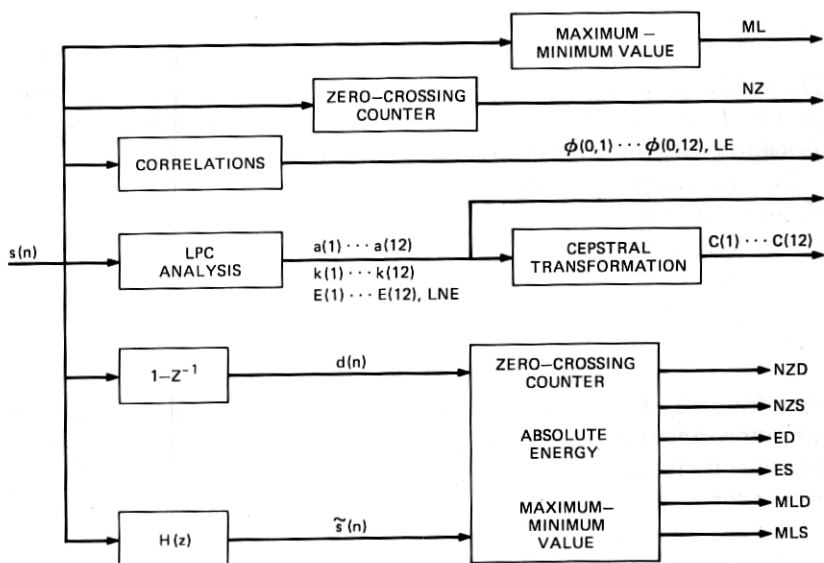 MAXIMUM –
MINIMUM VALUE
ML
ZERO–CROSSING
COUNTER
NZ
CORRELATIONS
ϕ(0,1) ··· ϕ(0,12), LE
s(n)
LPC
ANALYSIS
a(1) ··· a(12)
k(1) ··· k(12)
E(1) ··· E(12), LNE
CEPSTRAL
TRANSFORMATION
C(1) ··· C(12)
1–Z⁻¹
d(n)
ZERO–CROSSING
COUNTER
ABSOLUTE
ENERGY
MAXIMUM–
MINIMUM
VALUE
NZD
NZS
ED
ES
MLD
MLS
H(z)
s̃(n)